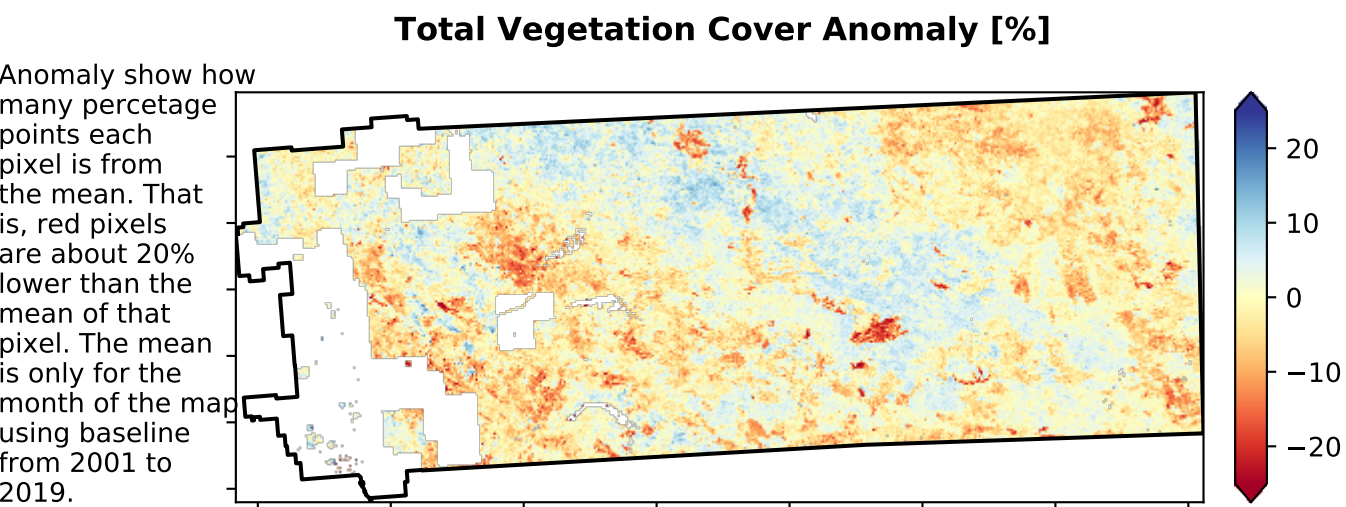 Total Vegetation Cover Anomaly [%]
Anomaly show how
many percetage
points each
pixel is from
the mean. That
is, red pixels
are about 20%
lower than the
mean of that
pixel. The mean
is only for the
month of the map
using baseline
from 2001 to
2019.
20
10
0
−10
−20